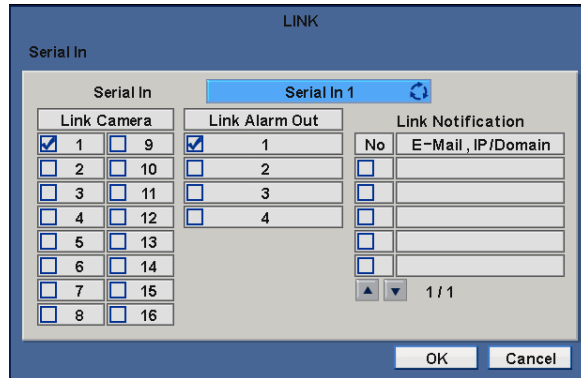 LINK
Serial In
Serial In Serial In 1
Link Camera Link Alarm Out Link Notification
1 9 1 No E-Mail , IP/Domain
2 10 2
3 11 3
4 12 4
5 13
6 14
7 15 1 / 1
8 16
OK Cancel